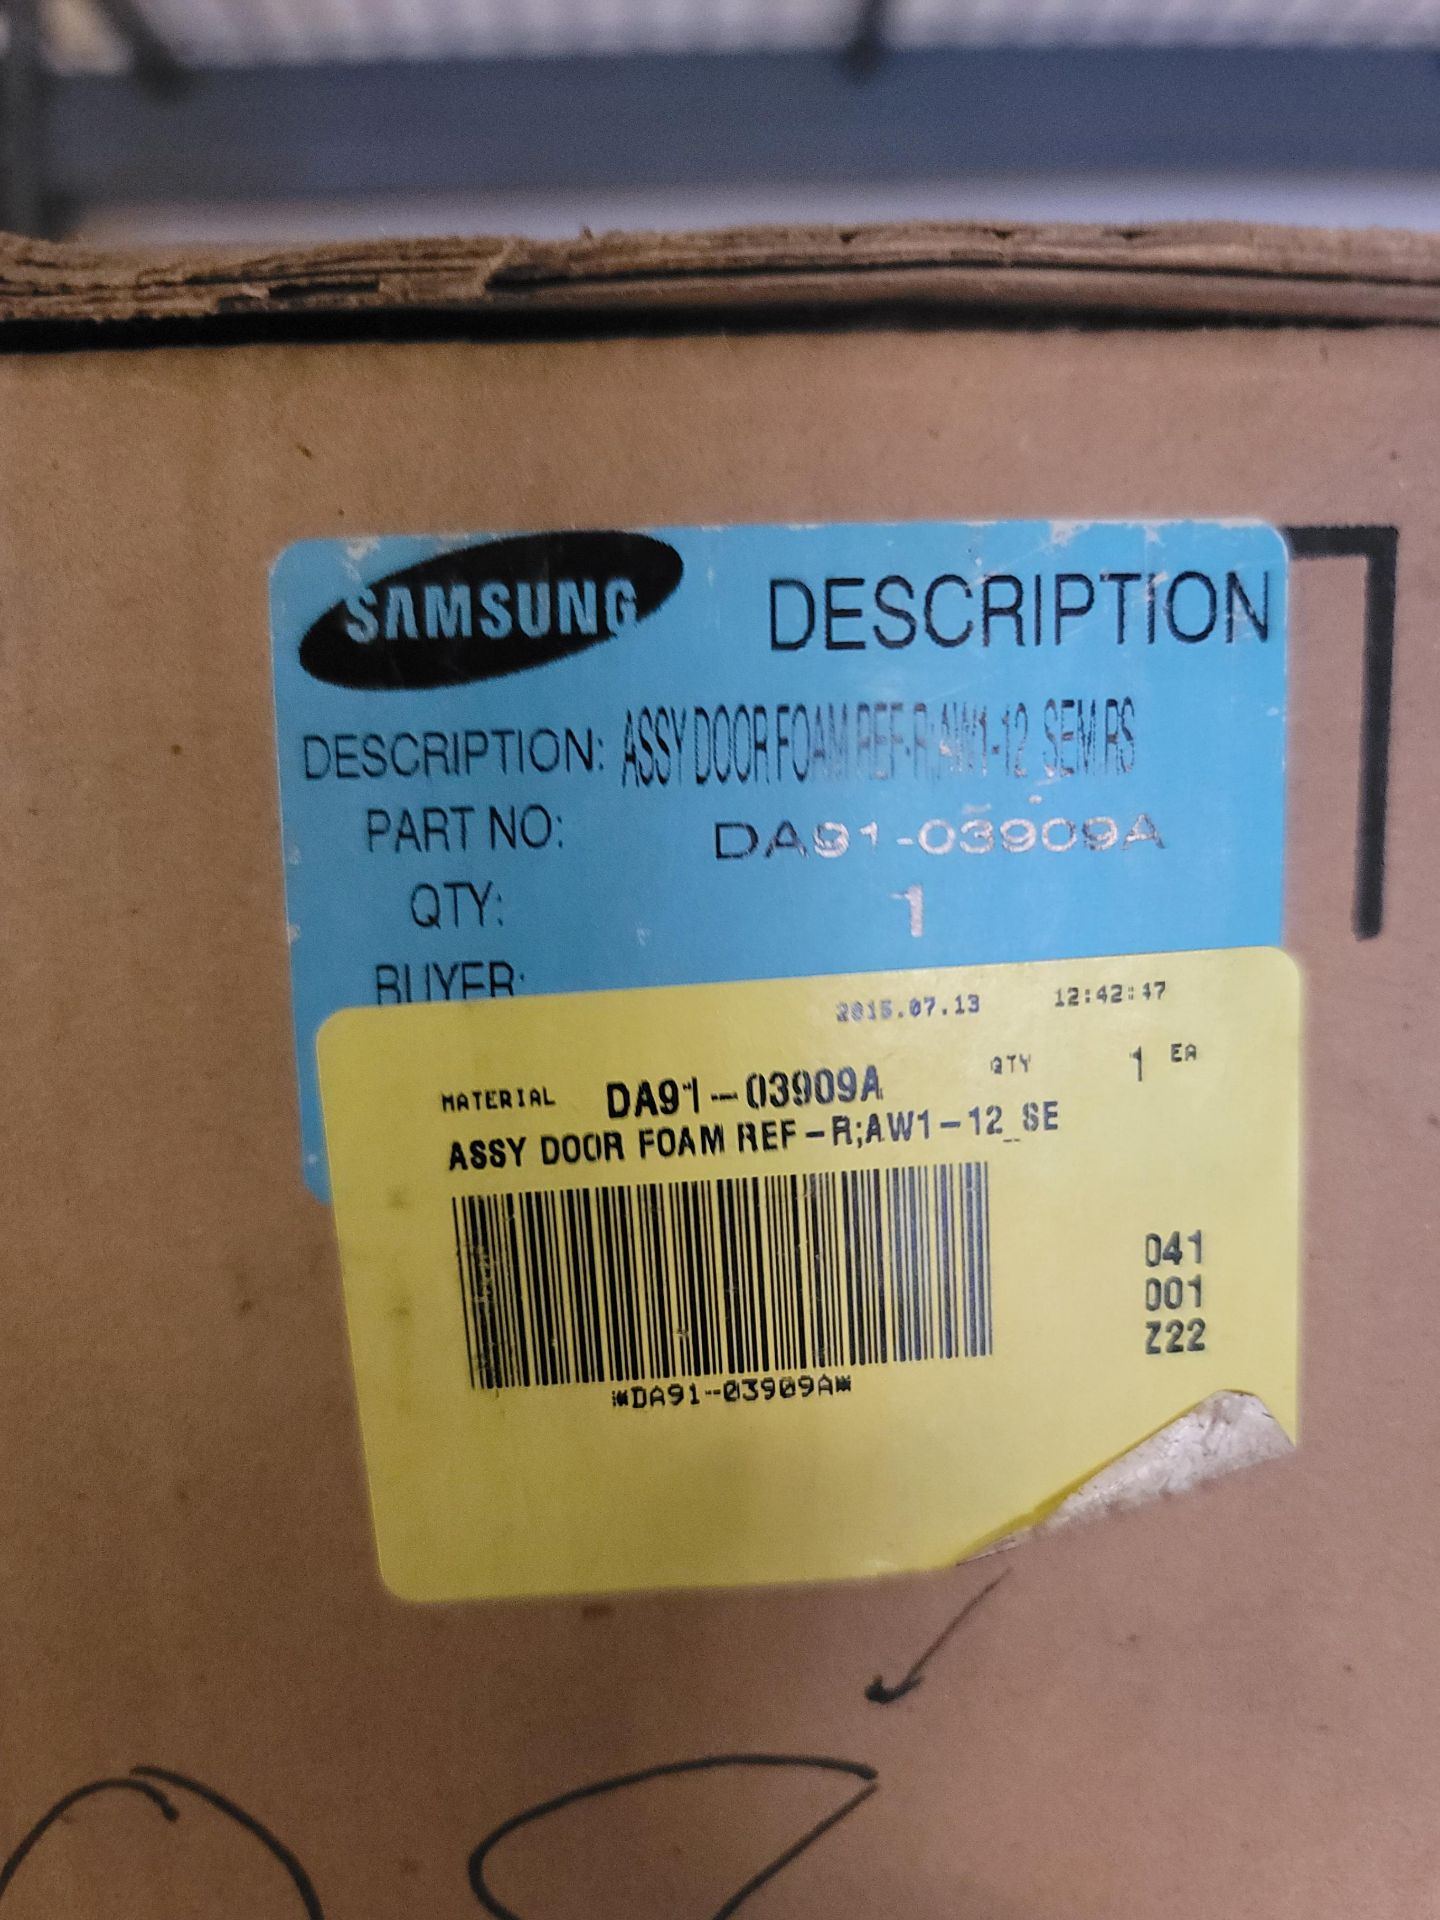 SAMSUNG DESCRIPTION
DESCRIPTION: ASSY DOOR FOAM REF-R;AW1-12_SEM,RS
PART NO: DA91-03909A
QTY: 1
BUYER:
2015.07.13 12:42:47
MATERIAL DA91-03909A QTY 1 EA
ASSY DOOR FOAM REF-R;AW1-12_SE
041
001
Z22
*DA91-03909A*